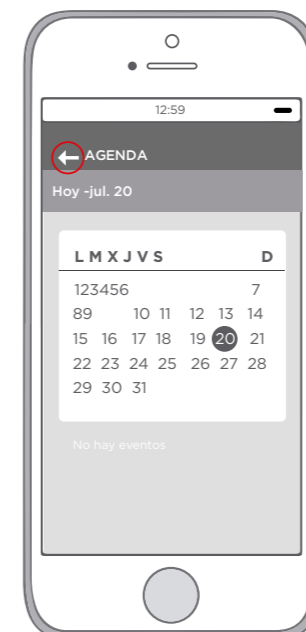 12:59
AGENDA
Hoy -jul. 20
L M X J V S D
123456 7
89 10 11 12 13 14
15 16 17 18 19 20 21
22 23 24 25 26 27 28
29 30 31
No hay eventos